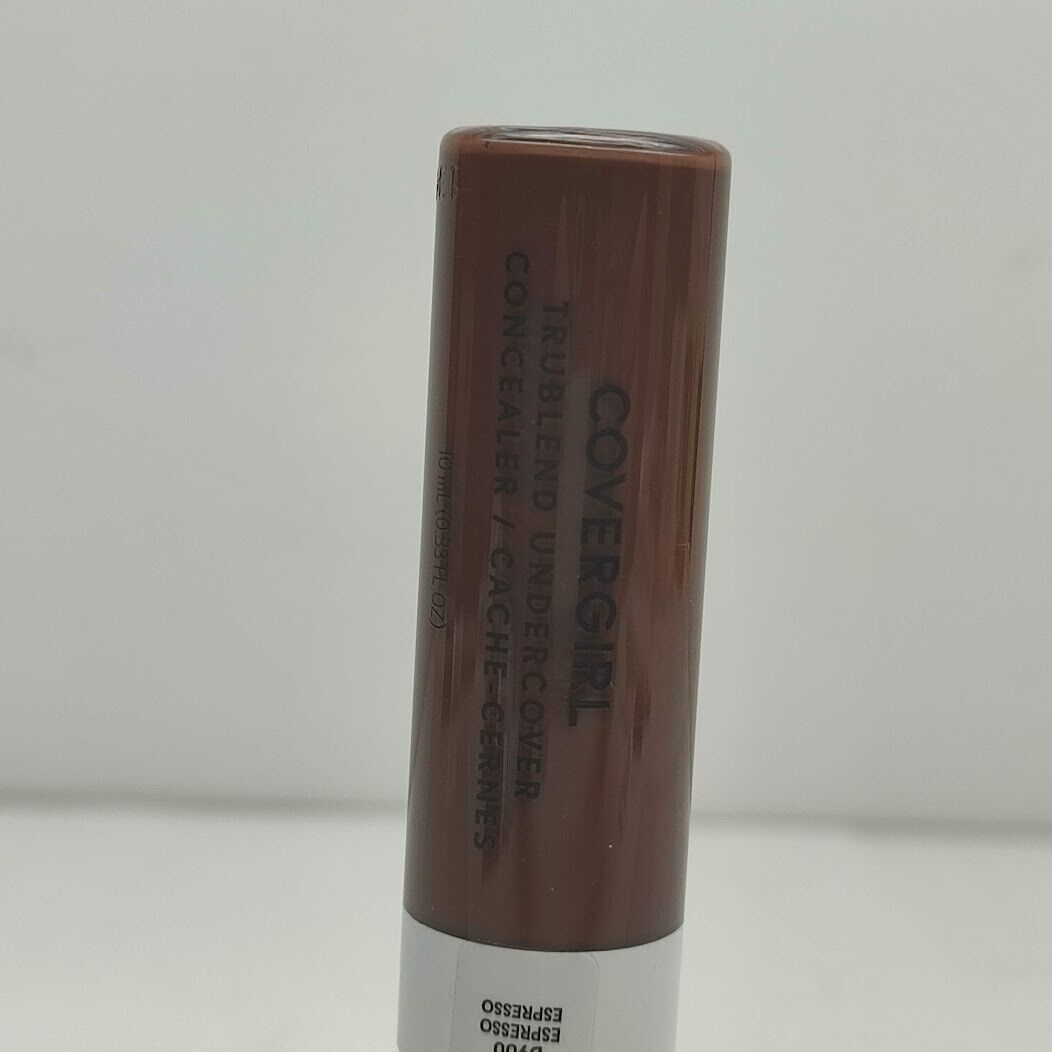 COVERGIRL
TRUBLEND UNDERCOVER
CONCEALER / CACHE-CERNES
10 mL (0.33 FL OZ)
D900
ESPRESSO
ESPRESSO